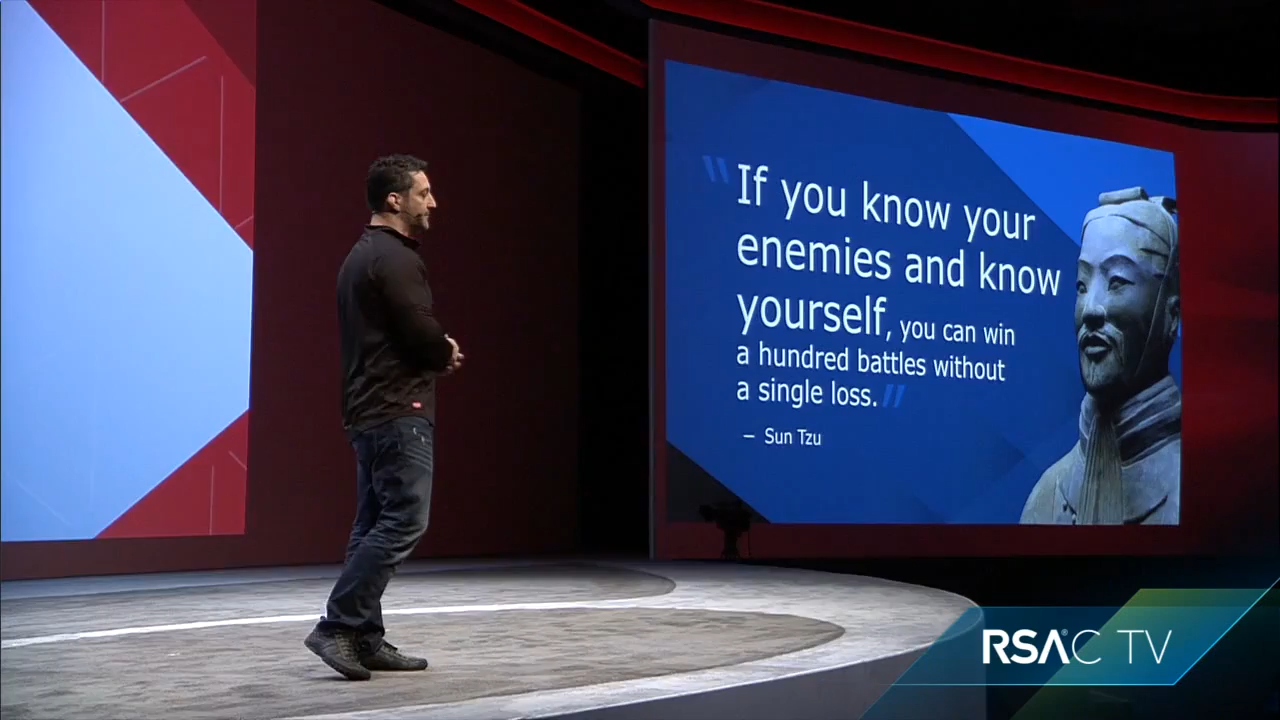 "If you know your
enemies and know
yourself, you can win
a hundred battles without
a single loss."
– Sun Tzu
RSA®C TV